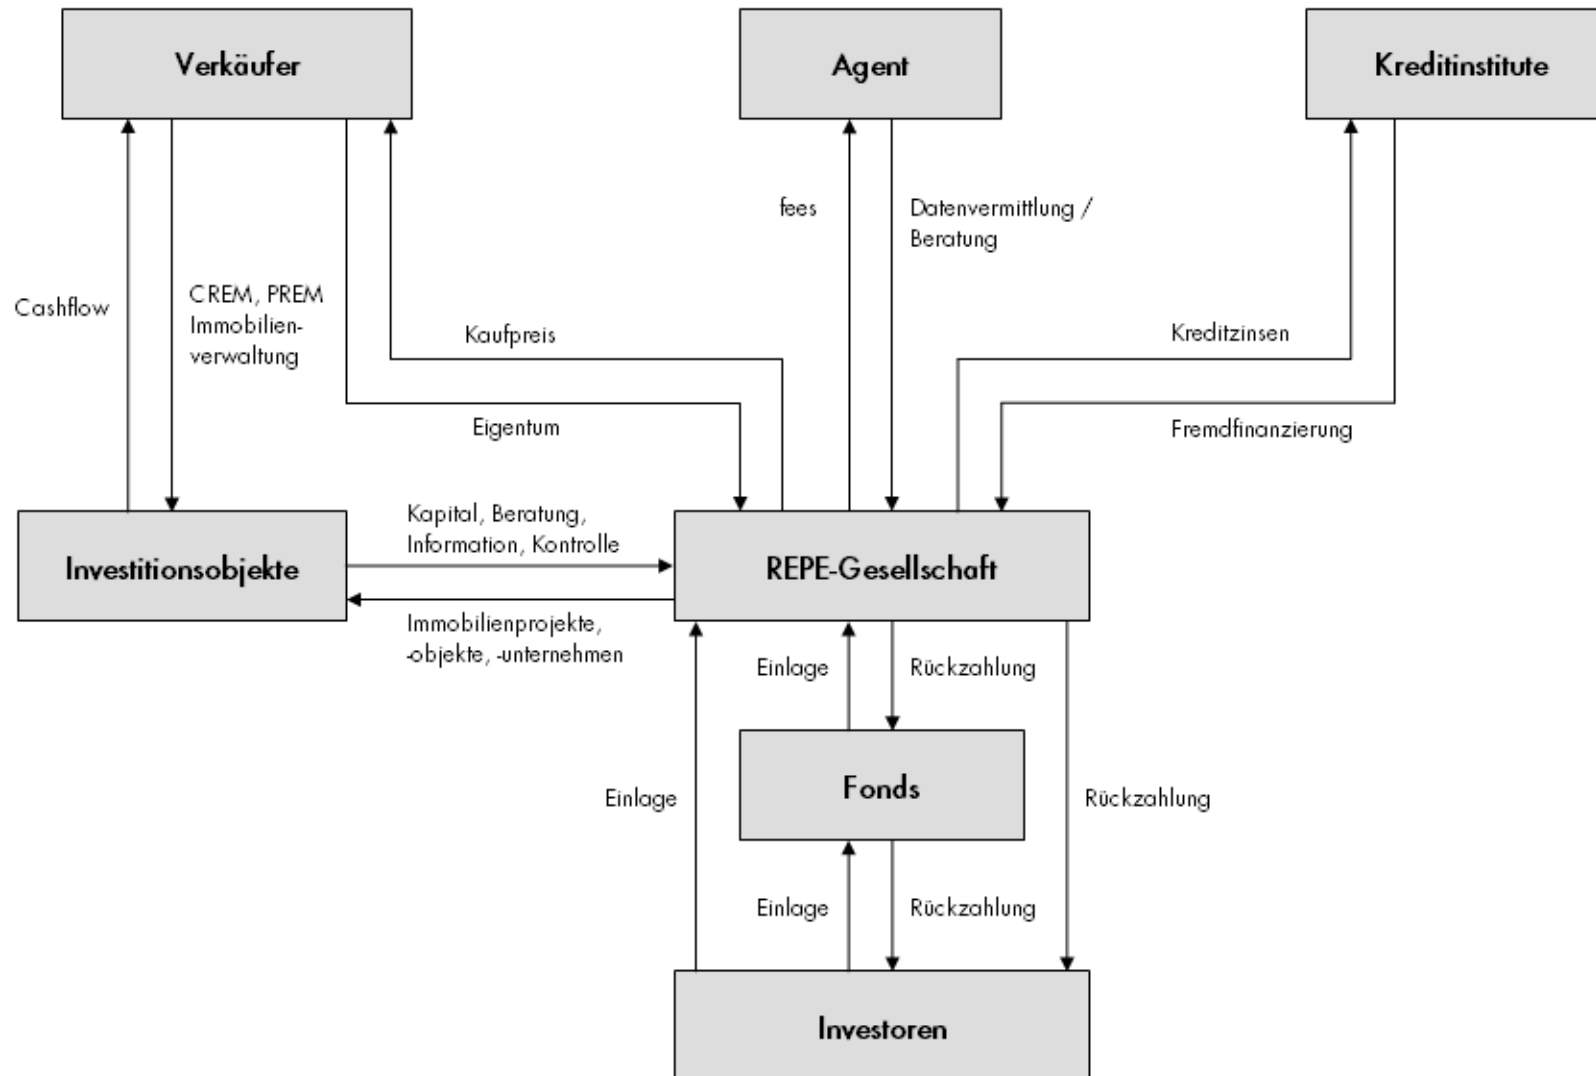 Verkäufer
Agent
Kreditinstitute
fees
Datenvermittlung /
Beratung
Cashflow
CREM, PREM
Immobilien-
verwaltung
Kaufpreis
Kreditzinsen
Eigentum
Fremdfinanzierung
Kapital, Beratung,
Information, Kontrolle
Investitionsobjekte
REPE-Gesellschaft
Immobilienprojekte,
-objekte, -unternehmen
Einlage
Rückzahlung
Einlage
Fonds
Rückzahlung
Einlage
Rückzahlung
Investoren